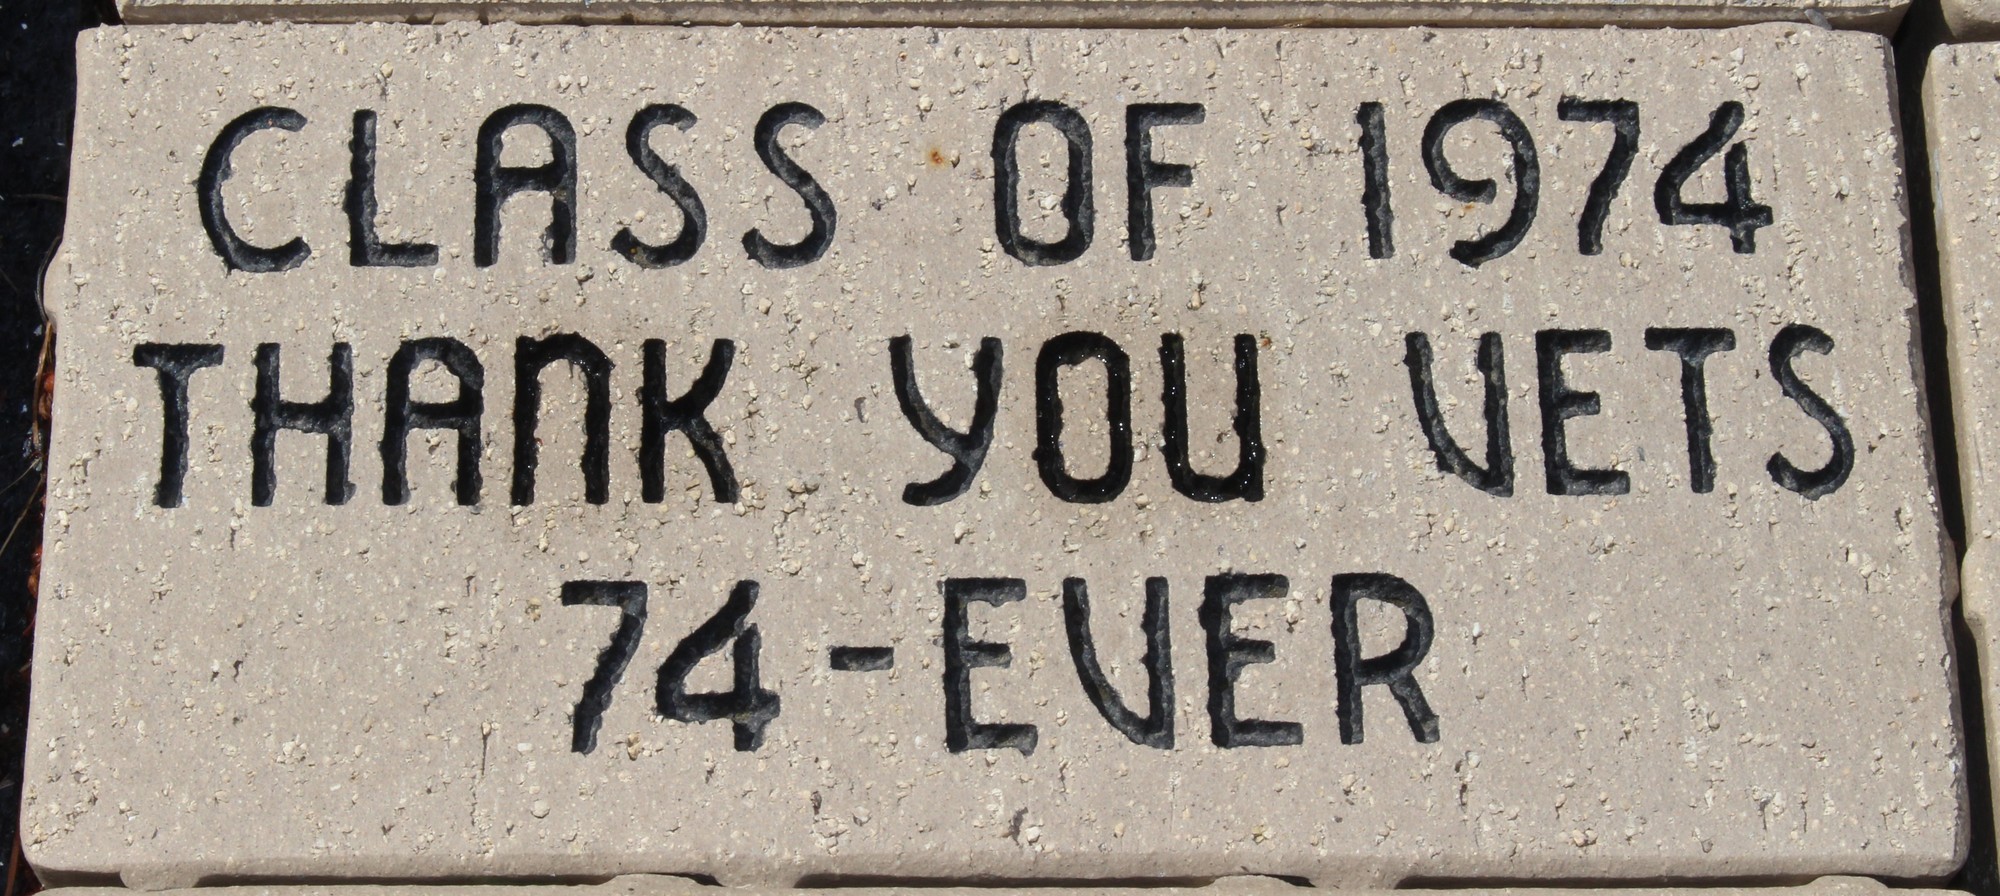 CLASS OF 1974
THANK YOU VETS
74-EVER